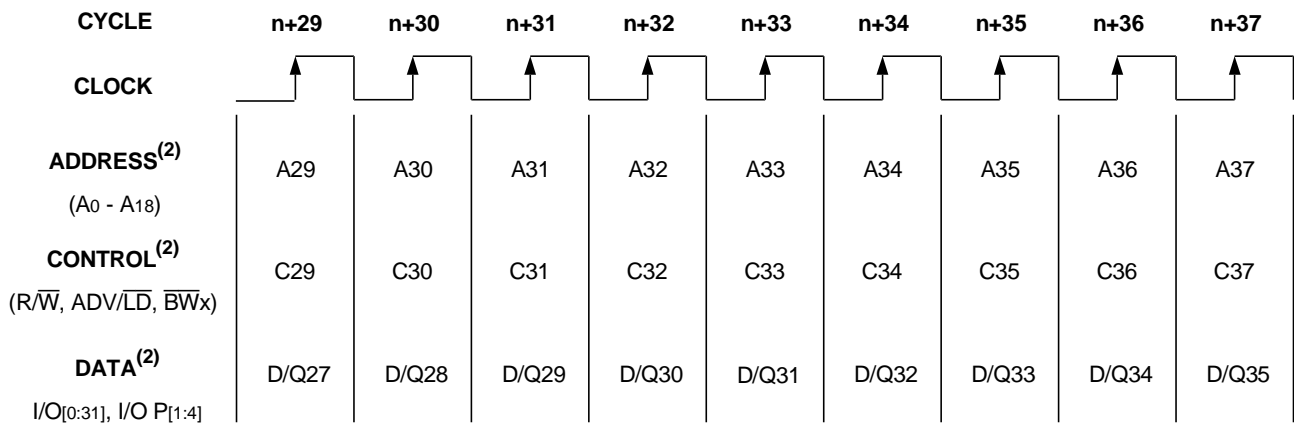 CYCLE n+29 n+30 n+31 n+32 n+33 n+34 n+35 n+36 n+37
CLOCK
ADDRESS(2) A29 A30 A31 A32 A33 A34 A35 A36 A37
(A0 - A18)
CONTROL(2) C29 C30 C31 C32 C33 C34 C35 C36 C37
(R/W̅, ADV/L̅D̅, B̅W̅x)
DATA(2) D/Q27 D/Q28 D/Q29 D/Q30 D/Q31 D/Q32 D/Q33 D/Q34 D/Q35
I/O[0:31], I/O P[1:4]